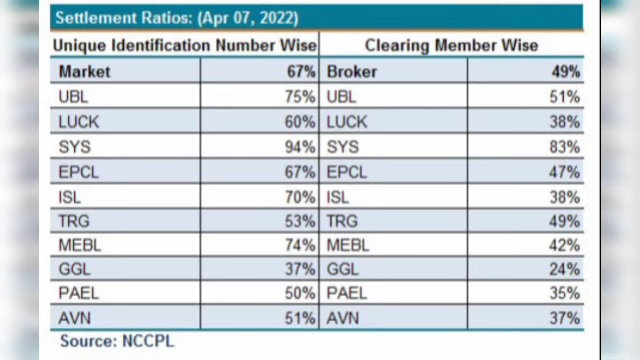 Settlement Ratios: (Apr 07, 2022)
Unique Identification Number Wise Clearing Member Wise
Market 67% Broker 49%
UBL 75% UBL 51%
LUCK 60% LUCK 38%
SYS 94% SYS 83%
EPCL 67% EPCL 47%
ISL 70% ISL 38%
TRG 53% TRG 49%
MEBL 74% MEBL 42%
GGL 37% GGL 24%
PAEL 50% PAEL 35%
AVN 51% AVN 37%
Source: NCCPL